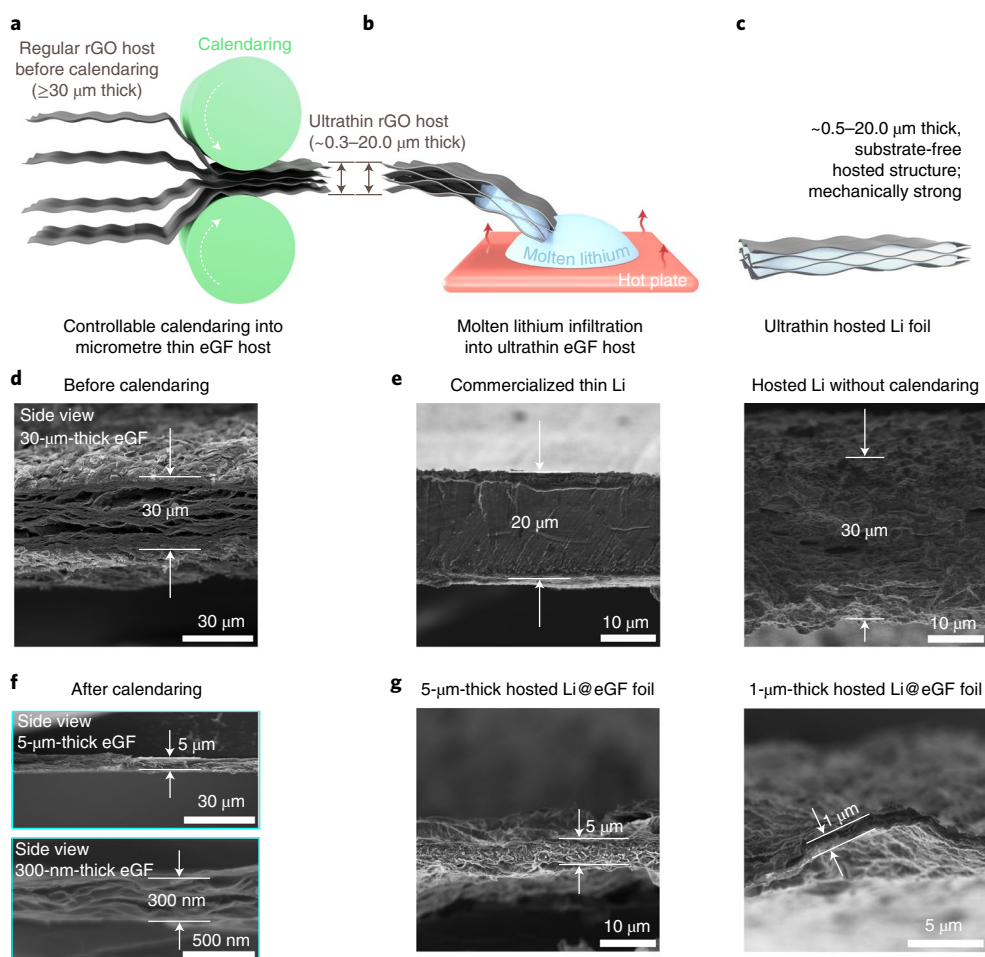 a
Regular rGO host
before calendaring
(≥30 μm thick)
Calendaring
Ultrathin rGO host
(~0.3–20.0 μm thick)
Controllable calendaring into
micrometre thin eGF host
b
Molten lithium
Hot plate
Molten lithium infiltration
into ultrathin eGF host
c
~0.5–20.0 μm thick,
substrate-free
hosted structure;
mechanically strong
Ultrathin hosted Li foil
d
Before calendaring
Side view
30-μm-thick eGF
30 μm
30 μm
e
Commercialized thin Li
20 μm
10 μm
Hosted Li without calendaring
30 μm
10 μm
f
After calendaring
Side view
5-μm-thick eGF
5 μm
30 μm
Side view
300-nm-thick eGF
300 nm
500 nm
g
5-μm-thick hosted Li@eGF foil
5 μm
10 μm
1-μm-thick hosted Li@eGF foil
1 μm
5 μm